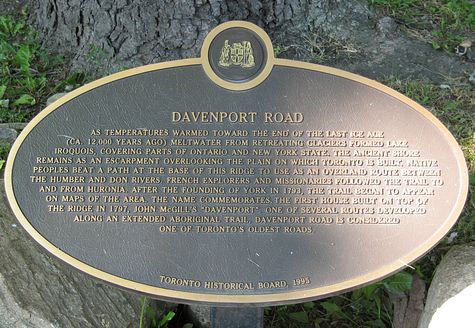 DAVENPORT ROAD
AS TEMPERATURES WARMED TOWARD THE END OF THE LAST ICE AGE
(CA. 12,000 YEARS AGO) MELTWATER FROM RETREATING GLACIERS FORMED LAKE
IROQUOIS, COVERING PARTS OF ONTARIO AND NEW YORK STATE. THE ANCIENT SHORE
REMAINS AS AN ESCARPMENT OVERLOOKING THE PLAIN ON WHICH TORONTO IS BUILT. NATIVE
PEOPLES BEAT A PATH AT THE BASE OF THIS RIDGE TO USE AS AN OVERLAND ROUTE BETWEEN
THE HUMBER AND DON RIVERS. FRENCH EXPLORERS AND MISSIONARIES FOLLOWED THE TRAIL TO
AND FROM HURONIA. AFTER THE FOUNDING OF YORK IN 1793, THE TRAIL BEGAN TO APPEAR
ON MAPS OF THE AREA. THE NAME COMMEMORATES THE FIRST HOUSE BUILT ON TOP OF
THE RIDGE IN 1797, JOHN McGILL'S "DAVENPORT". ONE OF SEVERAL ROUTES DEVELOPED
ALONG AN EXTENDED ABORIGINAL TRAIL, DAVENPORT ROAD IS CONSIDERED
ONE OF TORONTO'S OLDEST ROADS.
TORONTO HISTORICAL BOARD, 1995